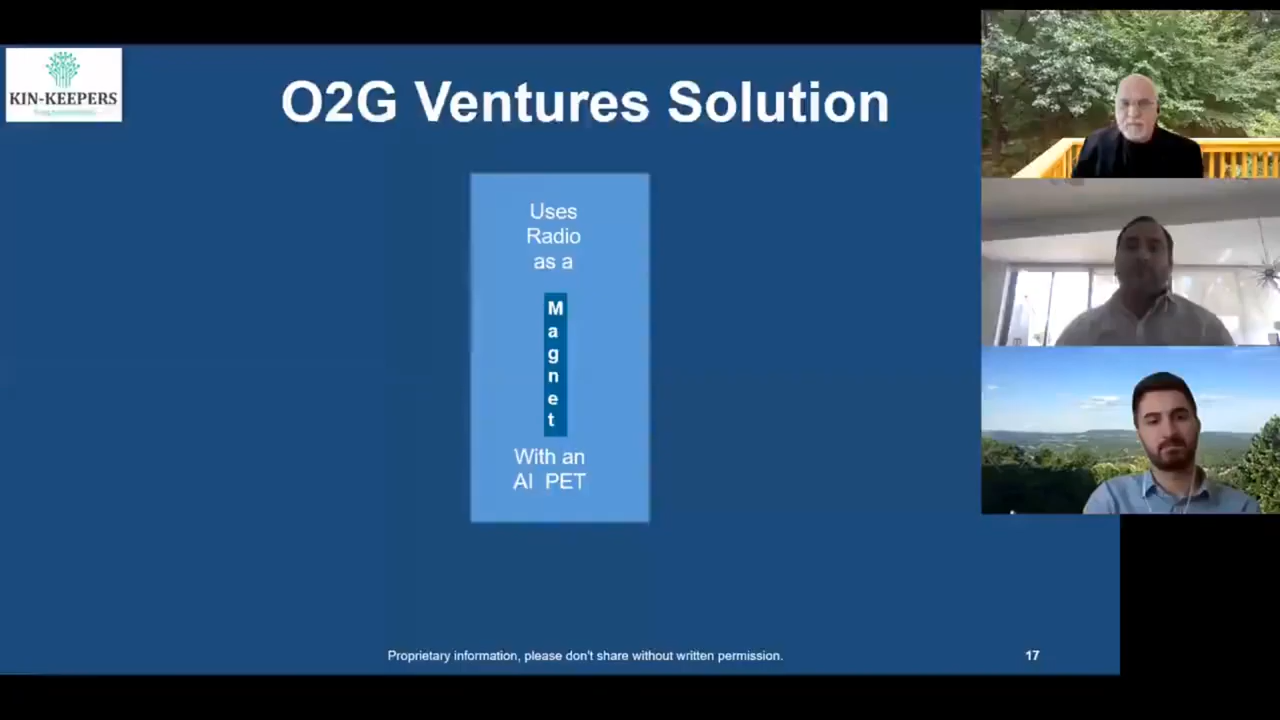 KIN-KEEPERS
O2G Ventures Solution
Uses
Radio
as a
M
a
g
n
e
t
With an
AI PET
Proprietary information, please don't share without written permission.
17